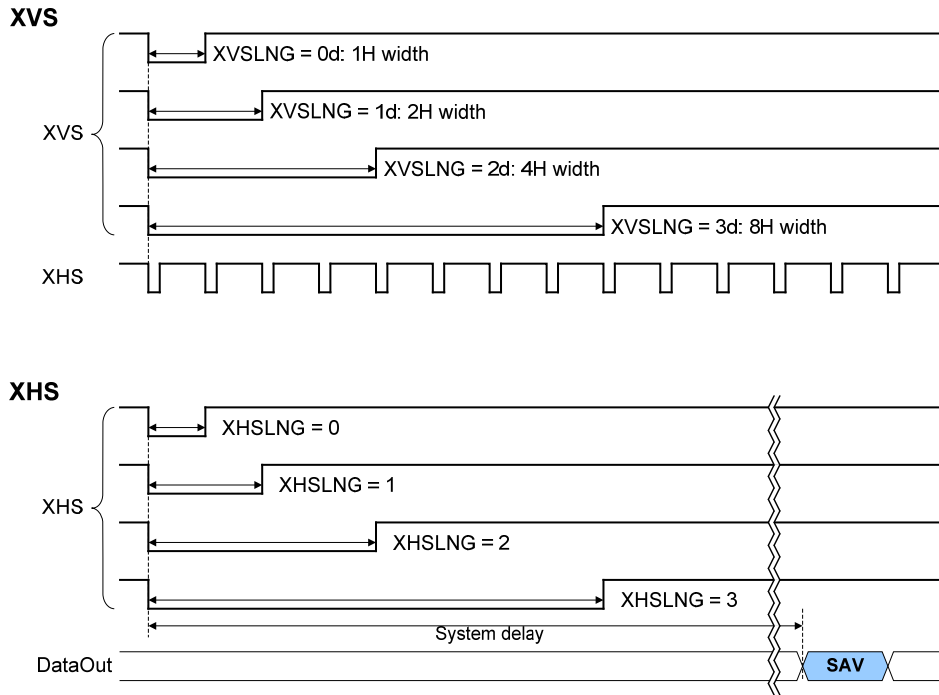 XVS
XVSLNG = 0d: 1H width
XVSLNG = 1d: 2H width
XVS
XVSLNG = 2d: 4H width
XVSLNG = 3d: 8H width
XHS
XHS
XHSLNG = 0
XHSLNG = 1
XHS
XHSLNG = 2
XHSLNG = 3
System delay
DataOut
SAV